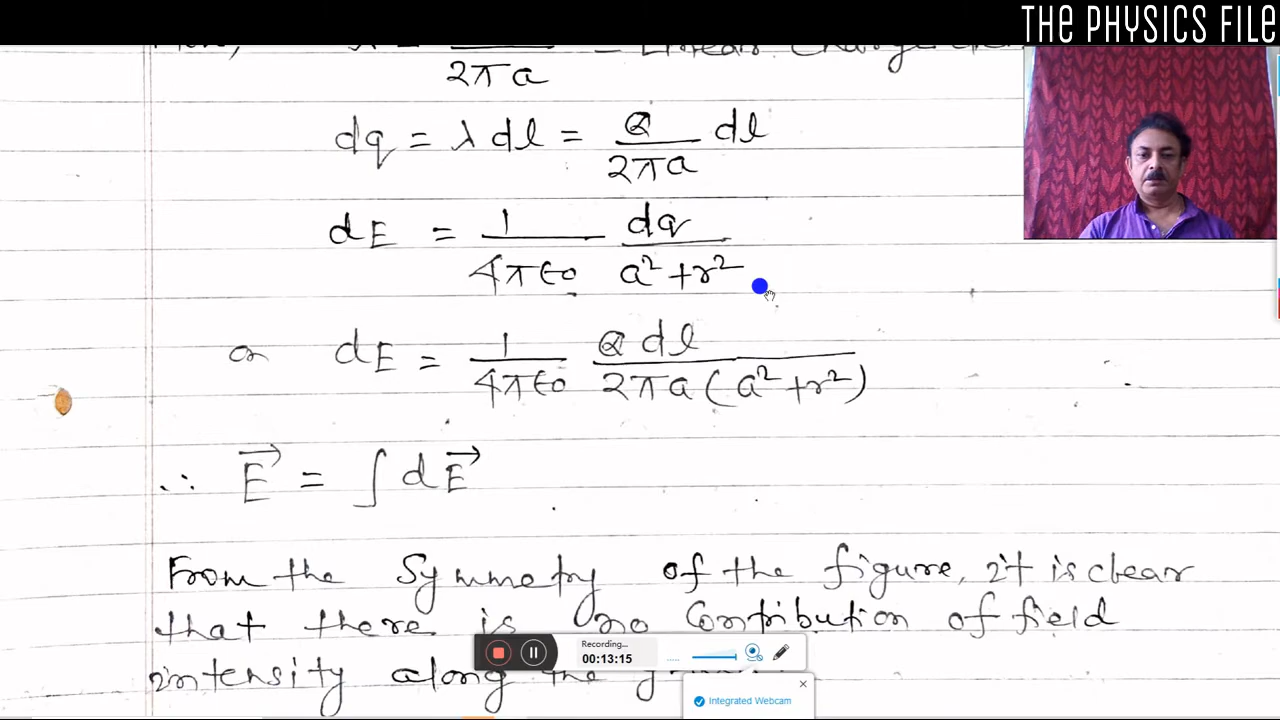 THE PHYSICS FILE
= Linear Charge
2πa
dq = λ dl = Q/2πa dl
dE = 1/4πϵ0 dq/a²+r²
or dE = 1/4πϵ0 Q dl/2πa(a²+r²)
∴ E⃗ = ∫ dE⃗
From the Symmetry of the figure, it is clear
that there is no Contribution of field
intensity along the
Recording...
00:13:15
Integrated Webcam